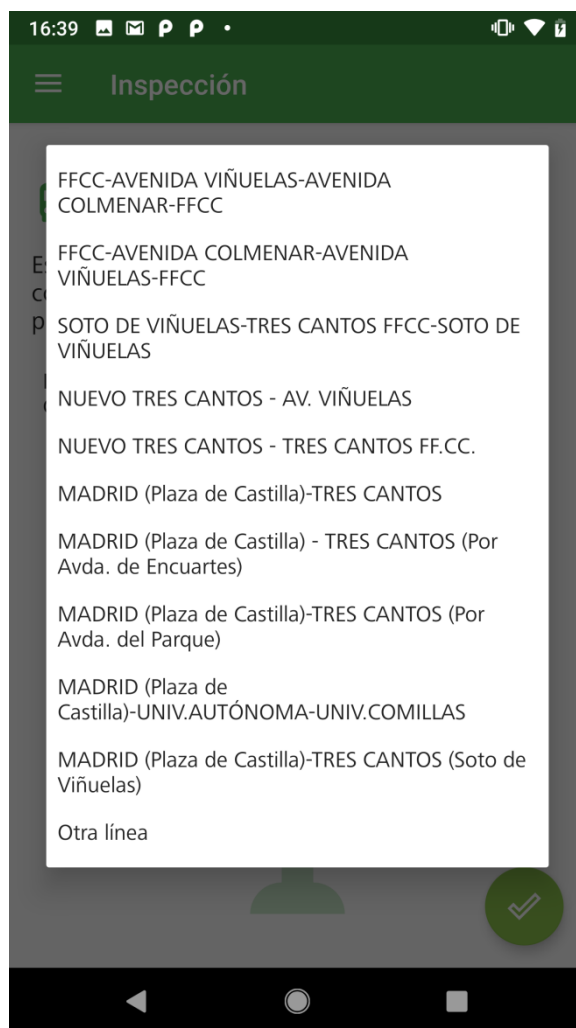 16:39
Inspección
FFCC-AVENIDA VIÑUELAS-AVENIDA
COLMENAR-FFCC
FFCC-AVENIDA COLMENAR-AVENIDA
VIÑUELAS-FFCC
SOTO DE VIÑUELAS-TRES CANTOS FFCC-SOTO DE
VIÑUELAS
NUEVO TRES CANTOS - AV. VIÑUELAS
NUEVO TRES CANTOS - TRES CANTOS FF.CC.
MADRID (Plaza de Castilla)-TRES CANTOS
MADRID (Plaza de Castilla) - TRES CANTOS (Por
Avda. de Encuartes)
MADRID (Plaza de Castilla)-TRES CANTOS (Por
Avda. del Parque)
MADRID (Plaza de
Castilla)-UNIV.AUTÓNOMA-UNIV.COMILLAS
MADRID (Plaza de Castilla)-TRES CANTOS (Soto de
Viñuelas)
Otra línea